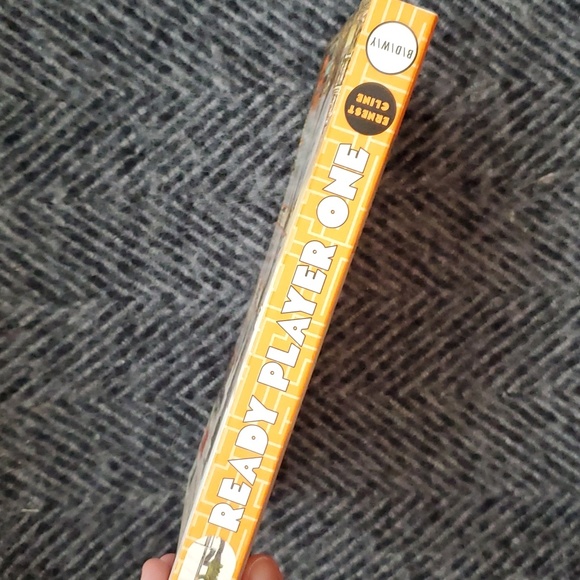 READY PLAYER ONE
ERNEST
CLINE
B/D/W/Y